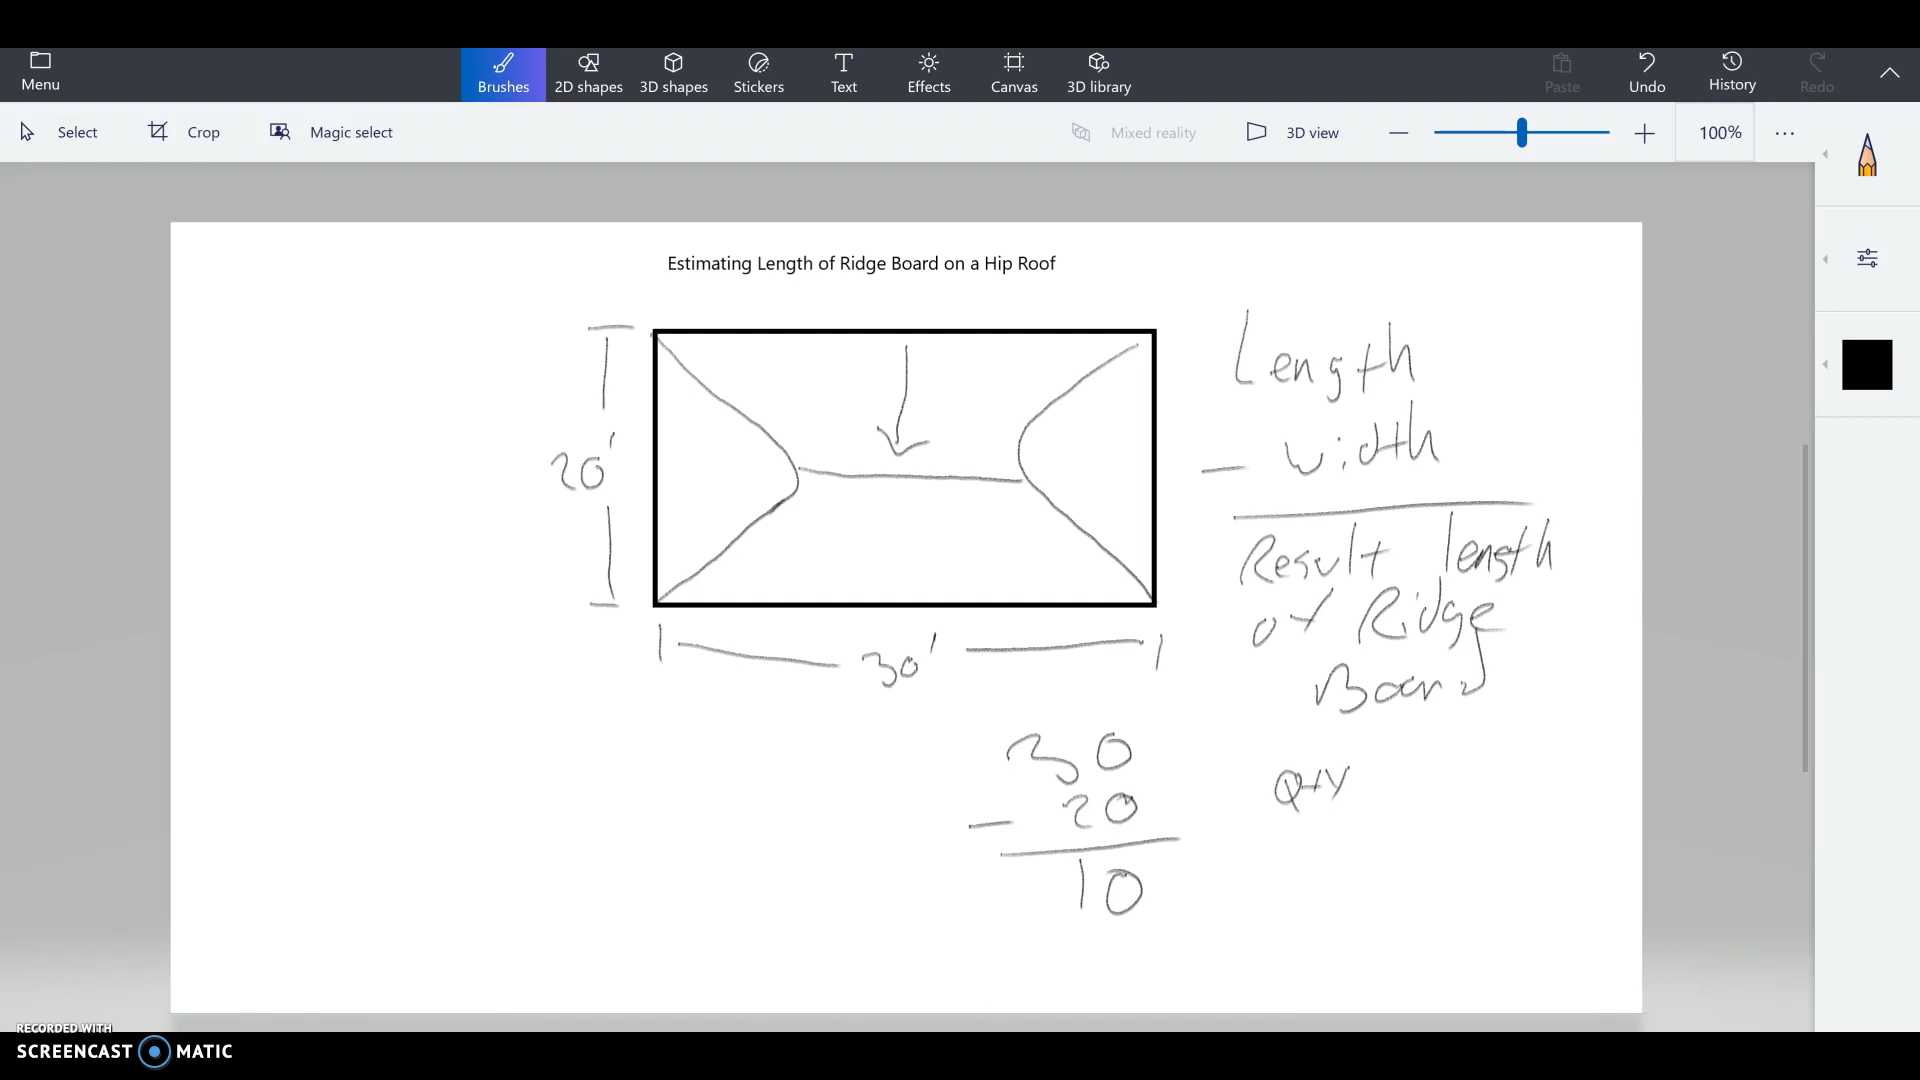 Menu
Brushes
2D shapes
3D shapes
Stickers
Text
Effects
Canvas
3D library
Paste
Undo
History
Redo
Select
Crop
Magic select
Mixed reality
3D view
100%
Estimating Length of Ridge Board on a Hip Roof
20'
30'
Length
- width
Result length
of Ridge
Board
30
- 20
10
Qty
RECORDED WITH
SCREENCAST MATIC